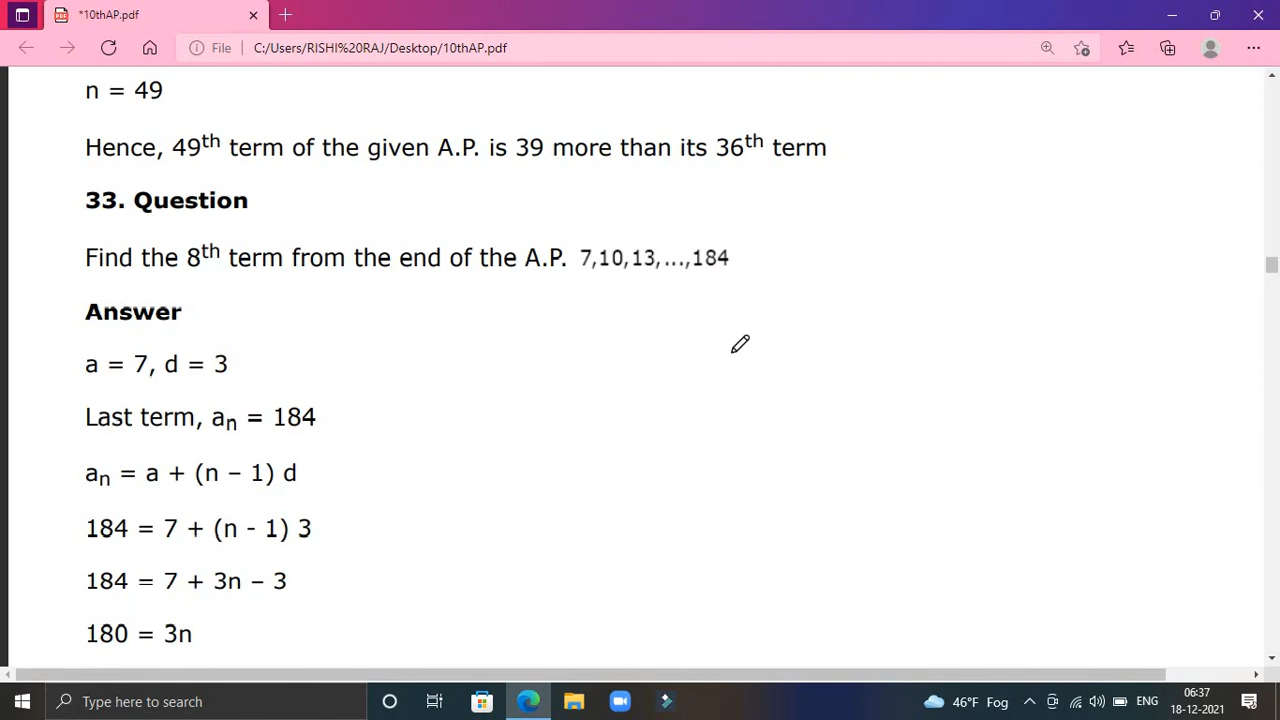 *10thAP.pdf
File C:/Users/RISHI%20RAJ/Desktop/10thAP.pdf
n = 49
Hence, 49th term of the given A.P. is 39 more than its 36th term
33. Question
Find the 8th term from the end of the A.P. 7,10,13,...,184
Answer
a = 7, d = 3
Last term, an = 184
an = a + (n – 1) d
184 = 7 + (n - 1) 3
184 = 7 + 3n – 3
180 = 3n
Type here to search
46°F Fog
ENG
06:37
18-12-2021